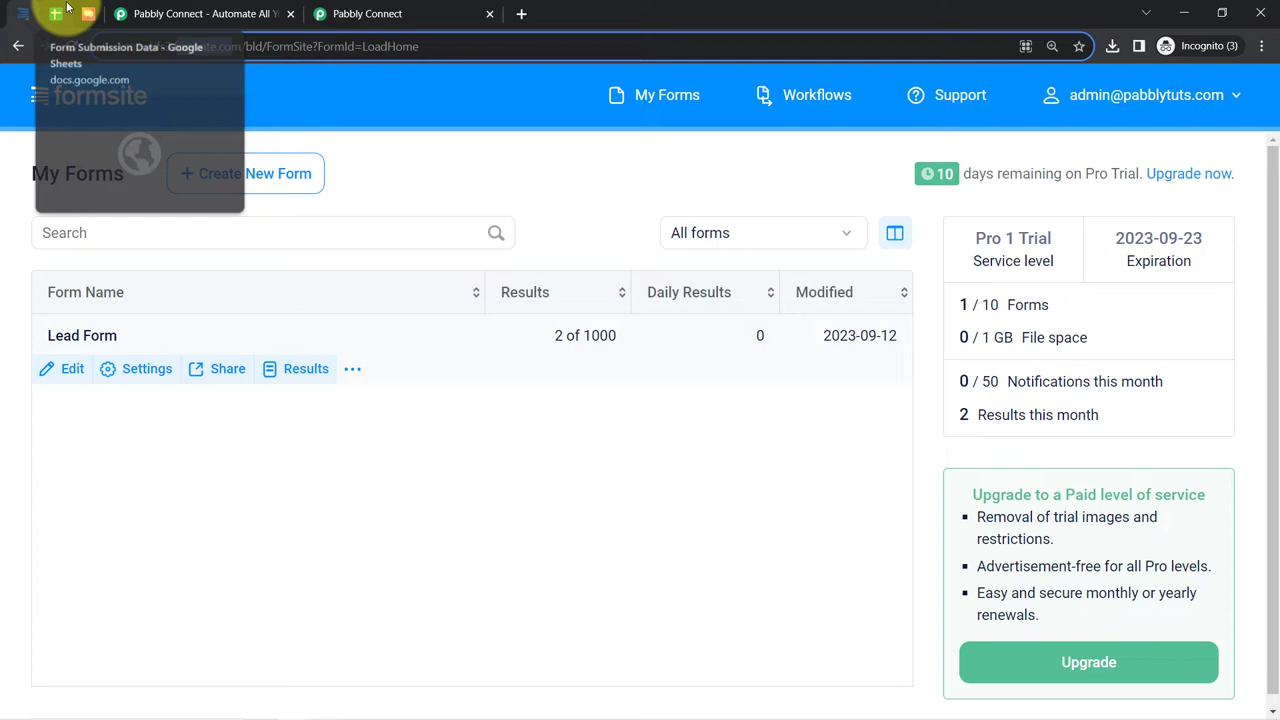 Pabbly Connect - Automate All Y
Pabbly Connect
.com/bld/FormSite?FormId=LoadHome
Incognito (3)
Form Submission Data - Google
Sheets
docs.google.com
formsite
My Forms
Workflows
Support
admin@pabblytuts.com
My Forms
+ Create New Form
10 days remaining on Pro Trial. Upgrade now.
Search
All forms
Pro 1 Trial
Service level
2023-09-23
Expiration
Form Name
Results
Daily Results
Modified
1 / 10 Forms
0 / 1 GB File space
Lead Form
2 of 1000
0
2023-09-12
Edit
Settings
Share
Results
0 / 50 Notifications this month
2 Results this month
Upgrade to a Paid level of service
Removal of trial images and
restrictions.
Advertisement-free for all Pro levels.
Easy and secure monthly or yearly
renewals.
Upgrade